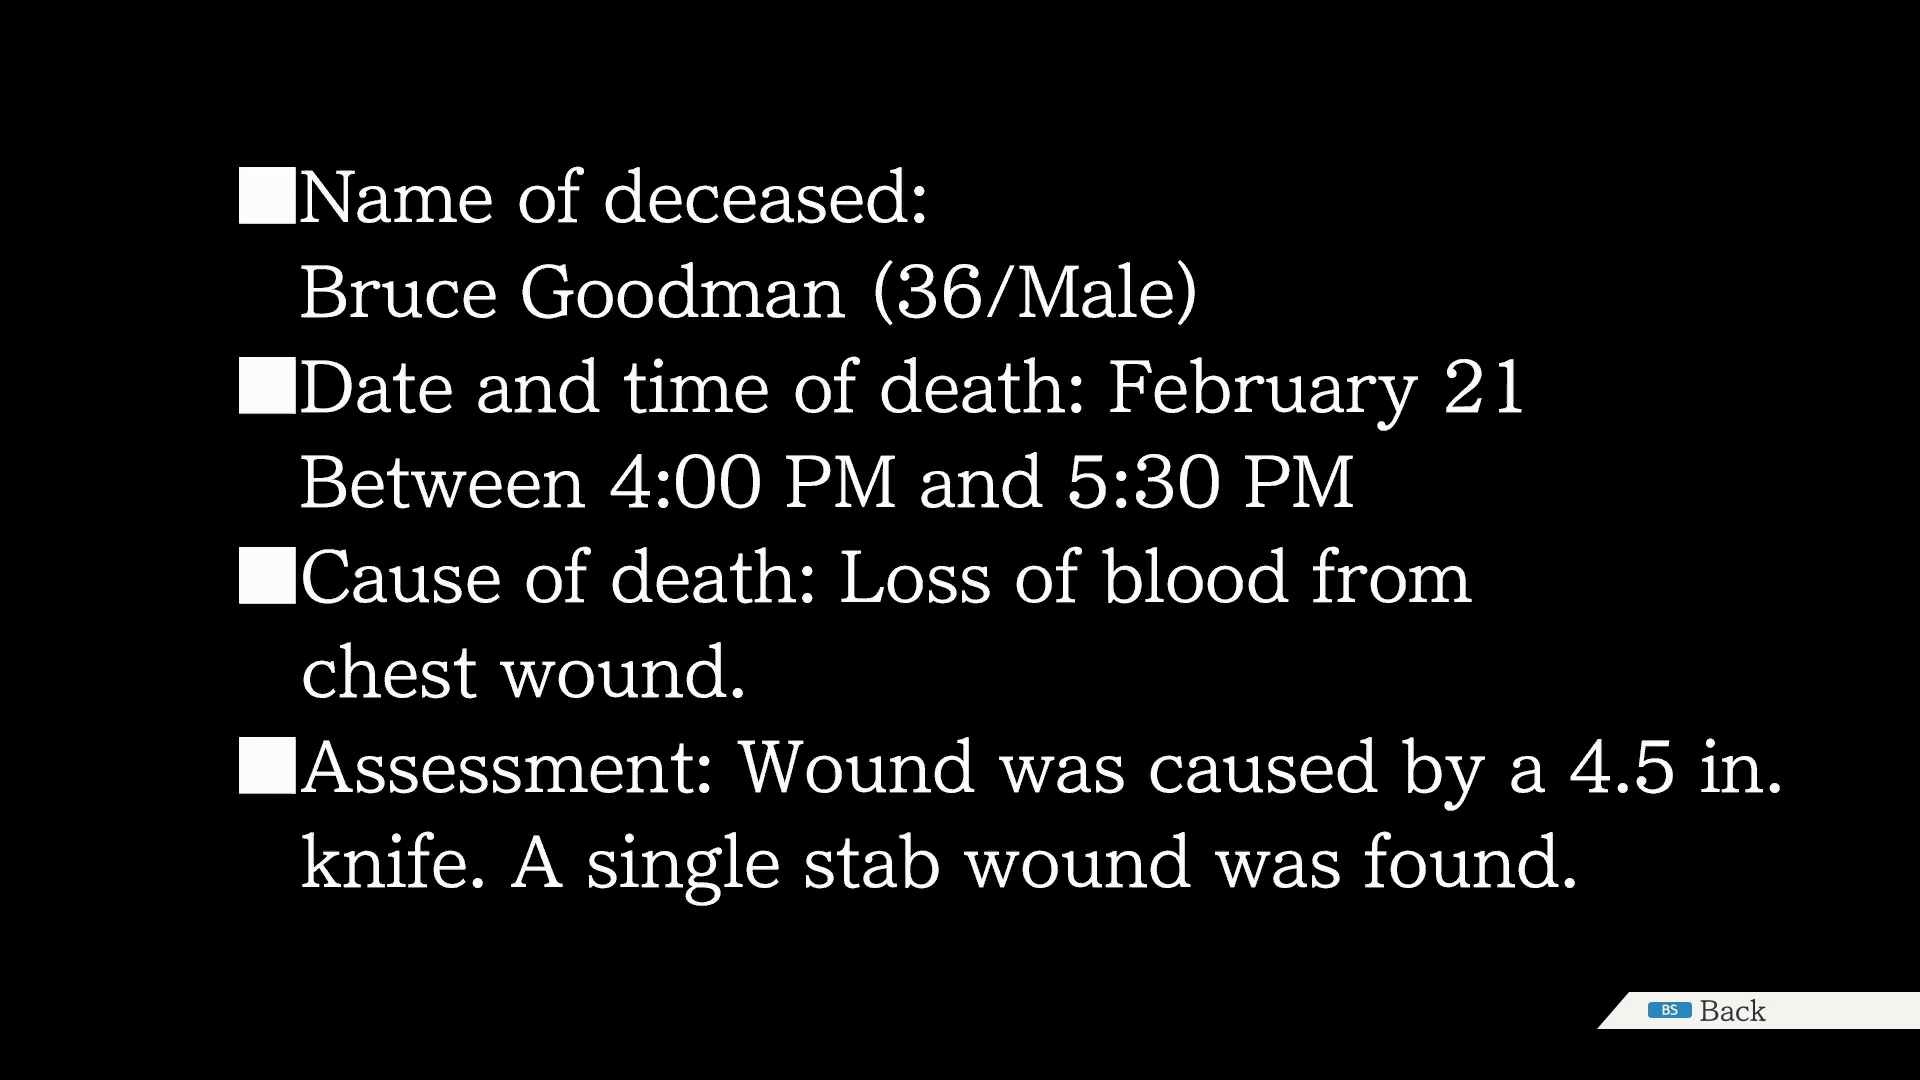 ■Name of deceased:
Bruce Goodman (36/Male)
■Date and time of death: February 21
Between 4:00 PM and 5:30 PM
■Cause of death: Loss of blood from
chest wound.
■Assessment: Wound was caused by a 4.5 in.
knife. A single stab wound was found.
BS Back